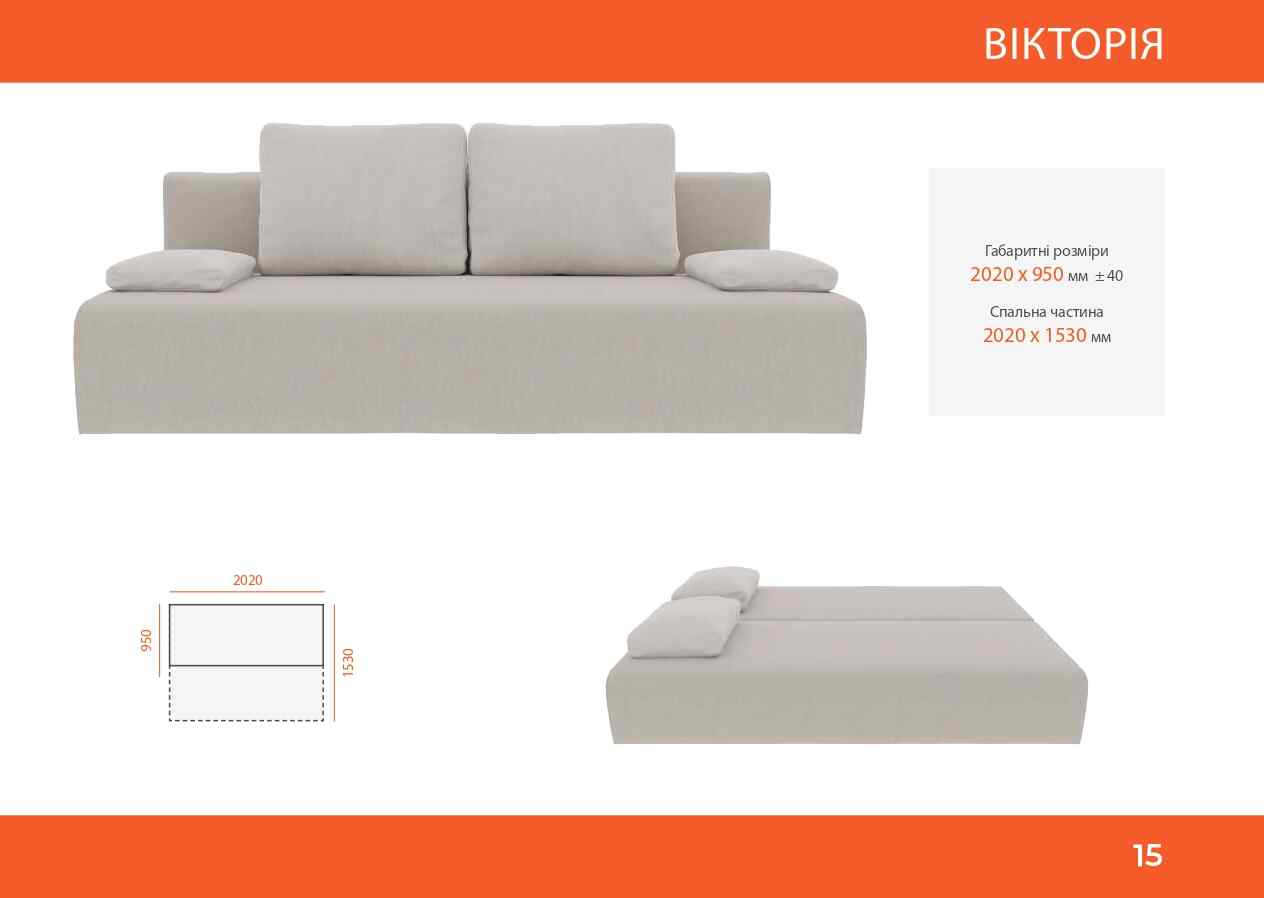 ВІКТОРІЯ
Габаритні розміри
2020 x 950 мм ± 40
Спальна частина
2020 x 1530 мм
2020
950
1530
15